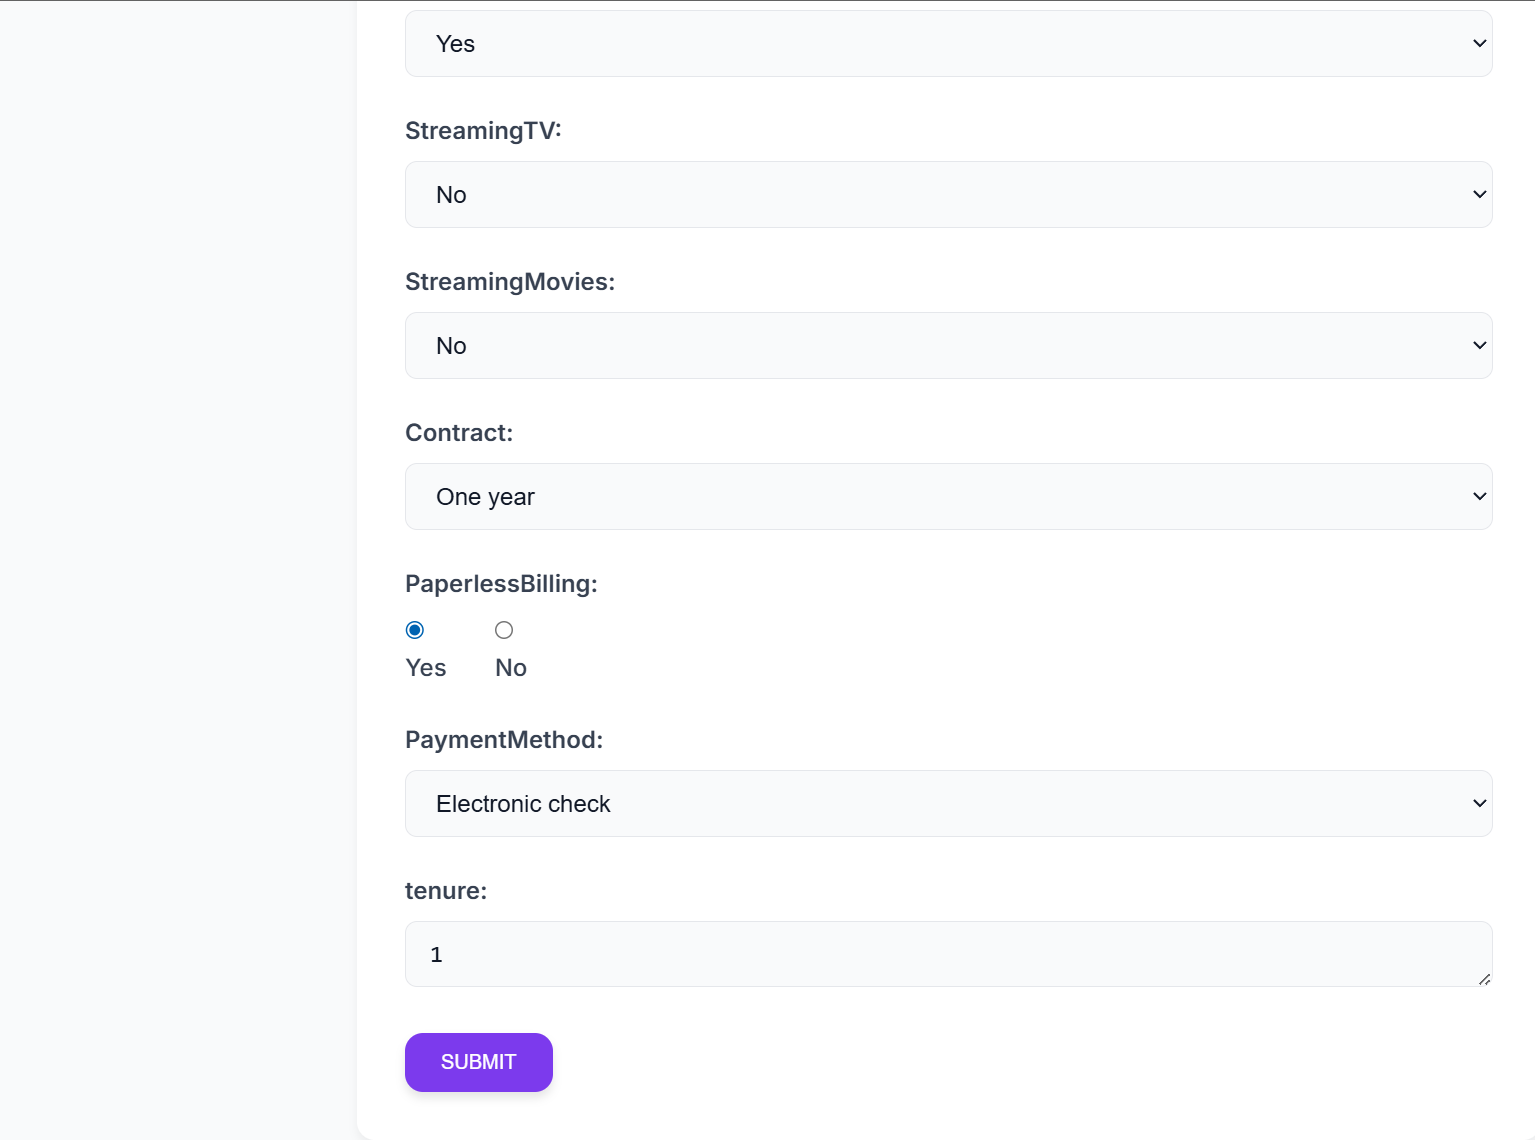 Yes
StreamingTV:
No
StreamingMovies:
No
Contract:
One year
PaperlessBilling:
Yes No
PaymentMethod:
Electronic check
tenure:
1
SUBMIT